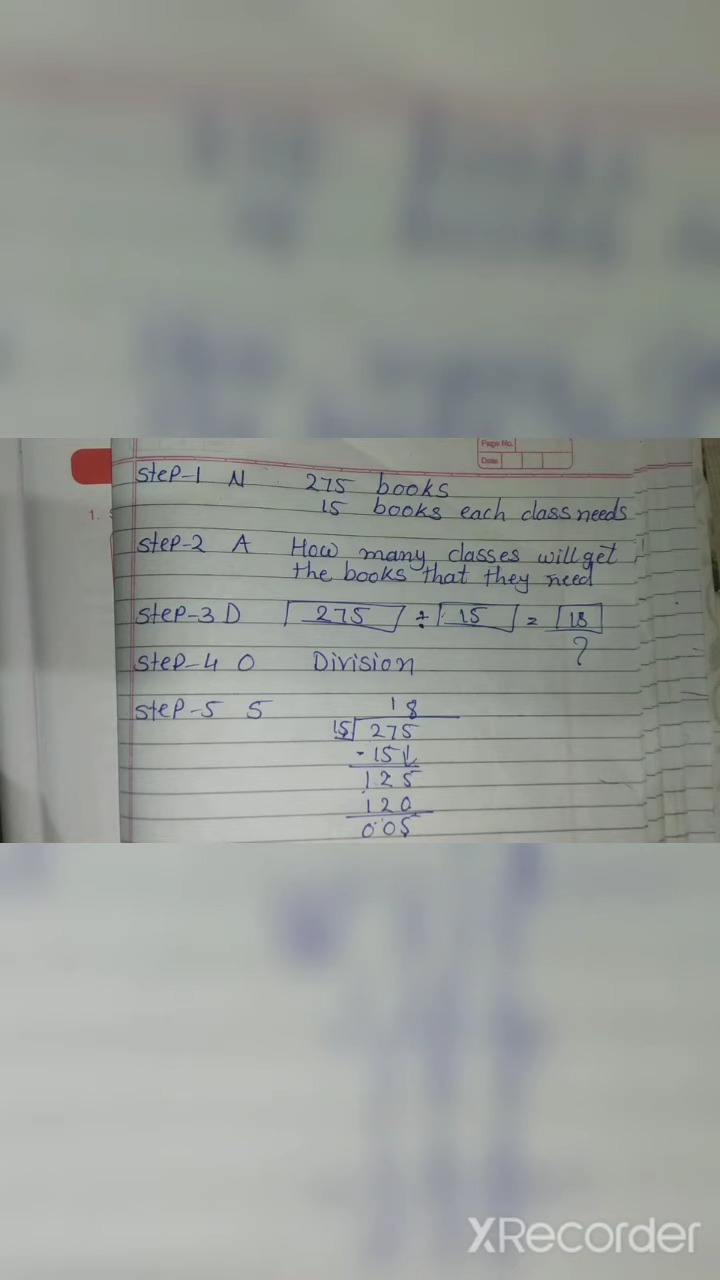 Page No.
Date
Step-1 N 275 books
15 books each class needs
1.
Step-2 A How many classes will get
the books that they need
Step-3 D 275 ÷ 15 = 18
?
Step-4 O Division
Step-5 S 18
15 275
- 15↓
125
120
005
XRecorder